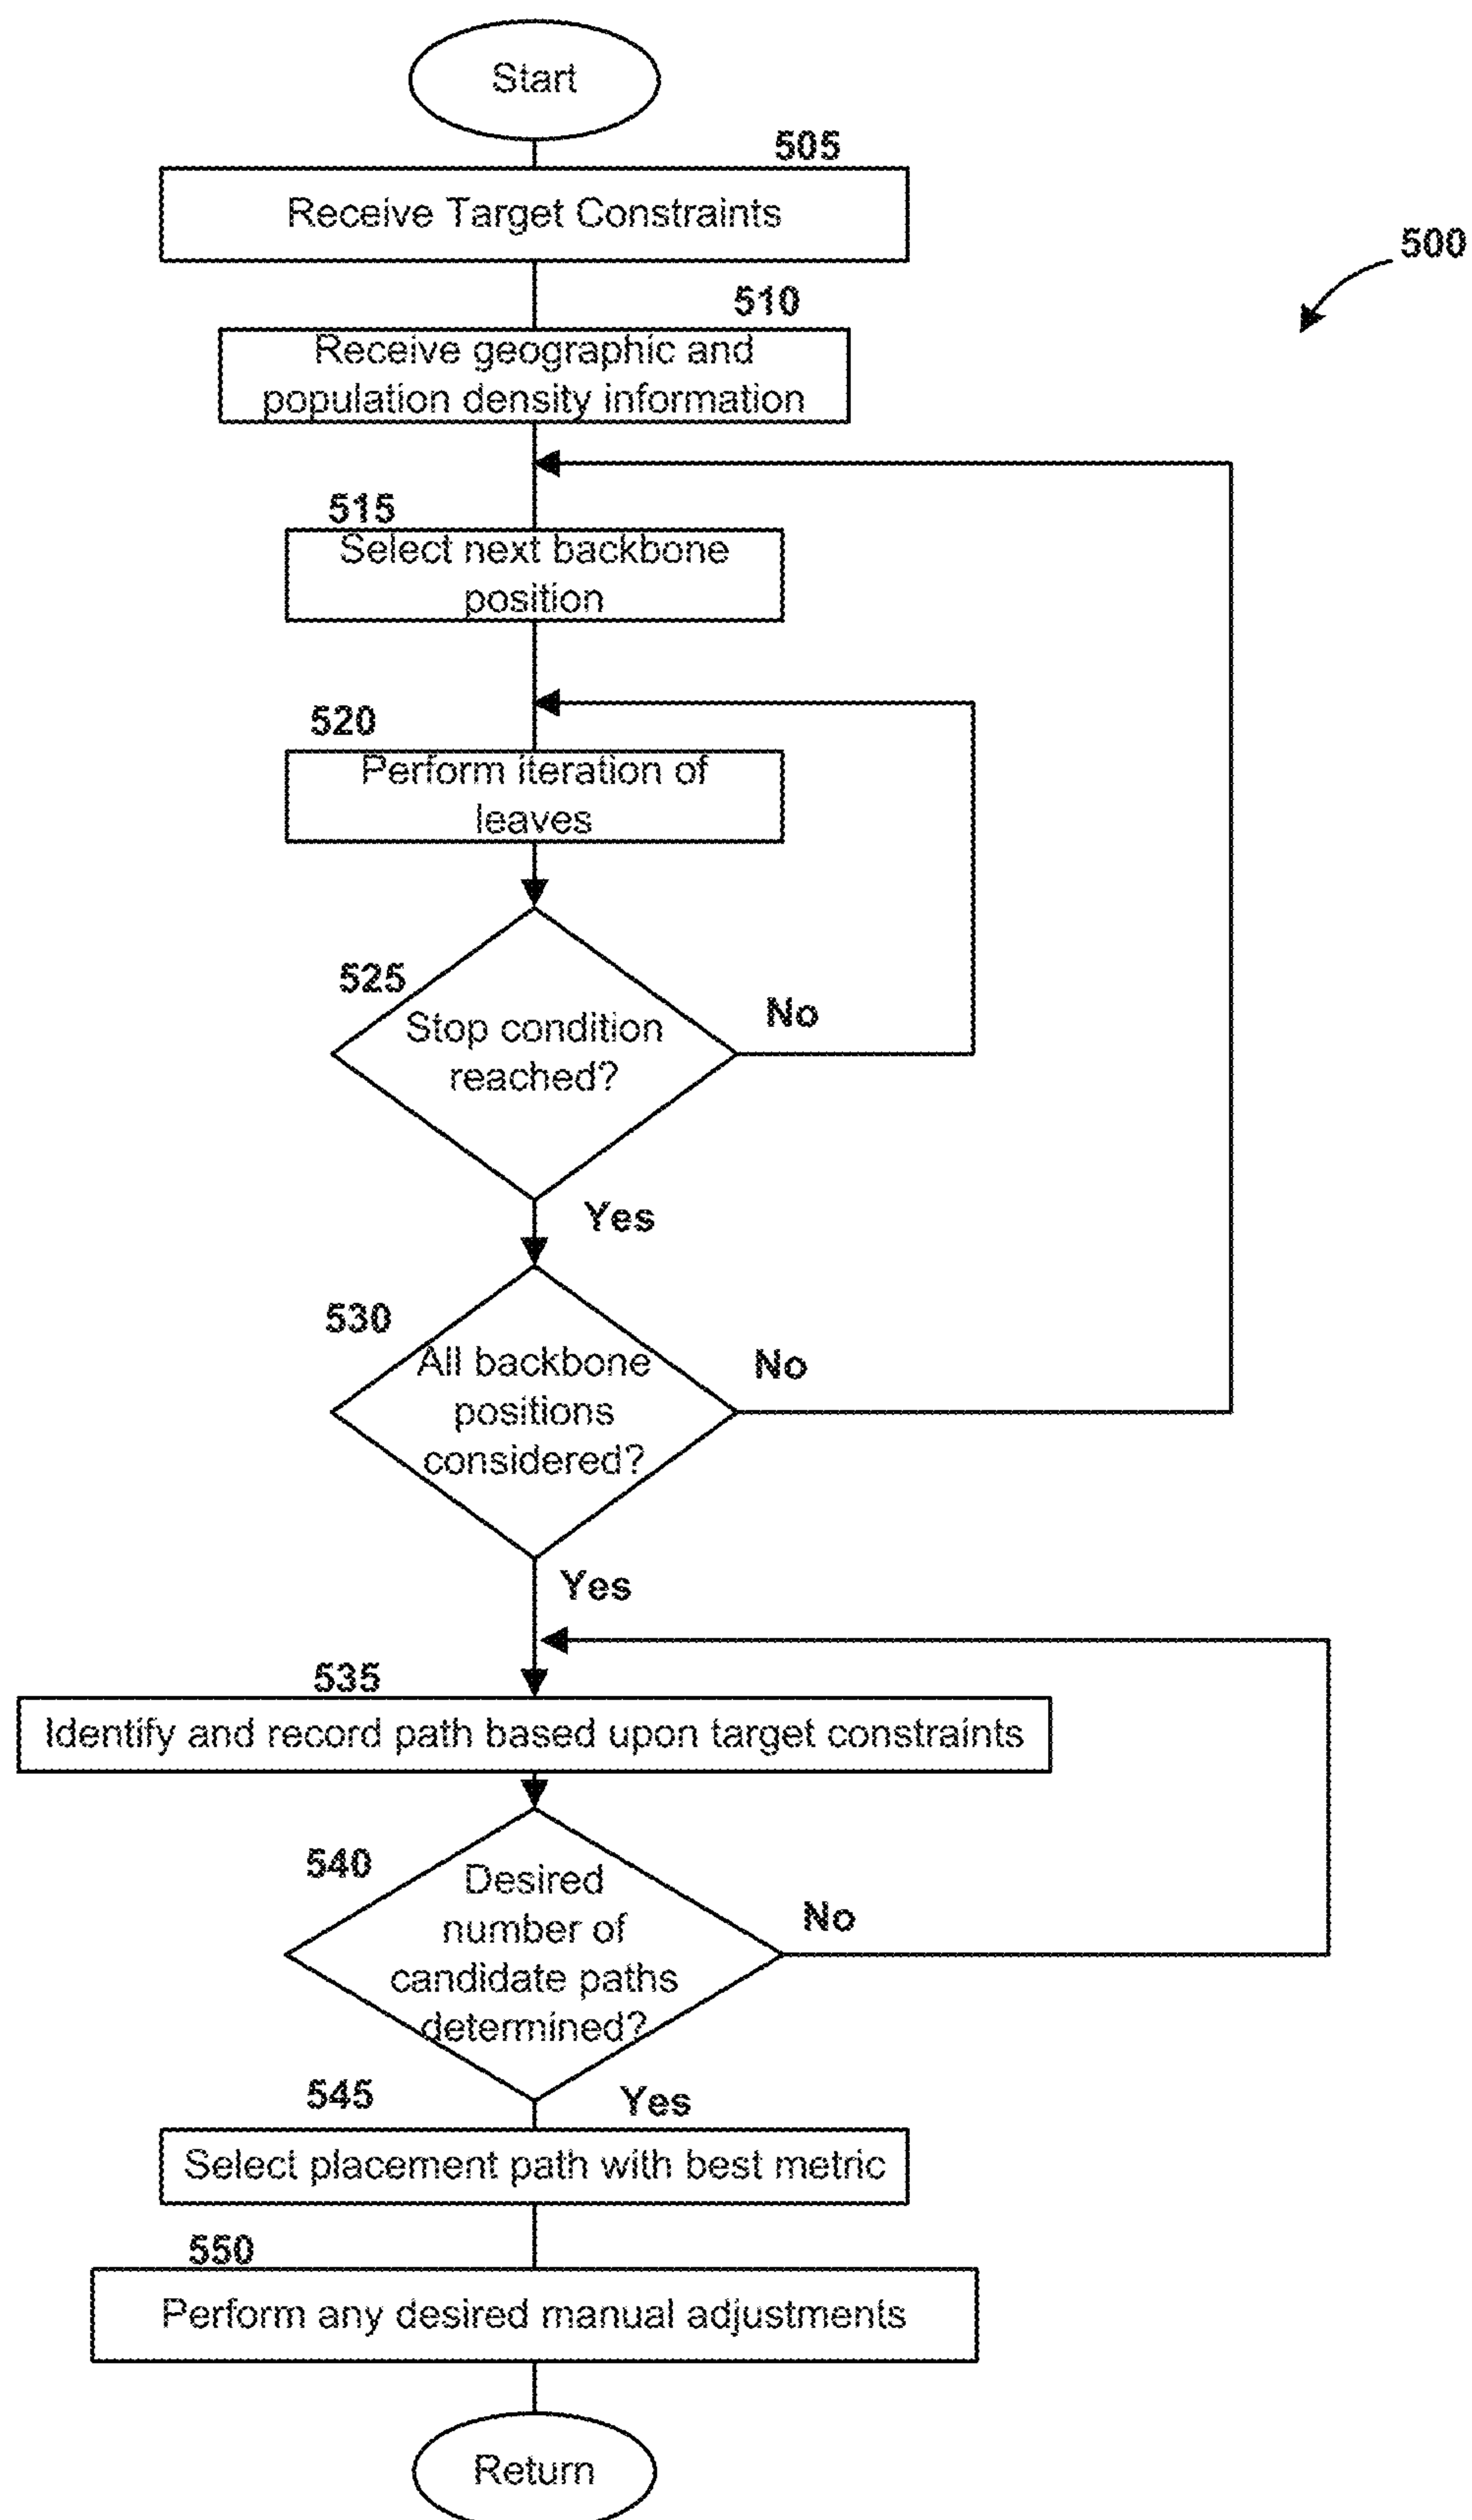 Start
505
Receive Target Constraints
500
510
Receive geographic and
population density information
515
Select next backbone
position
520
Perform iteration of
leaves
525
Stop condition
reached?
No
Yes
530
All backbone
positions
considered?
No
Yes
535
Identify and record path based upon target constraints
540
Desired
number of
candidate paths
determined?
No
545
Yes
Select placement path with best metric
550
Perform any desired manual adjustments
Return